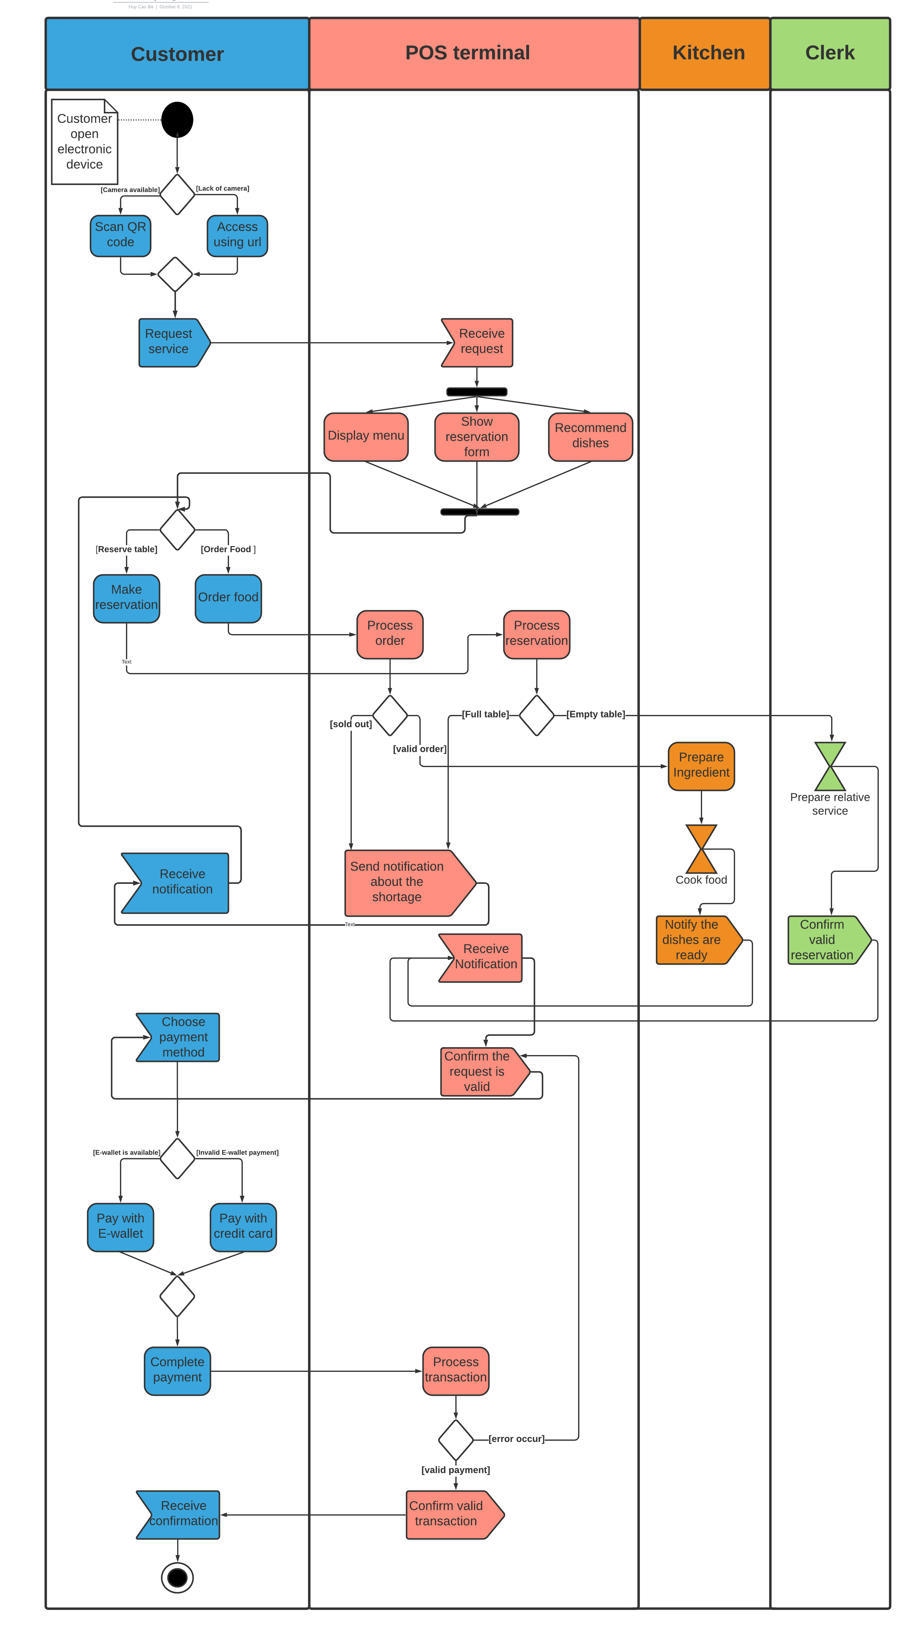 Huy Cao Ba | October 6, 2021
Customer
POS terminal
Kitchen
Clerk
Customer
open
electronic
device
[Camera available]
[Lack of camera]
Scan QR
code
Access
using url
Request
service
Receive
request
Display menu
Show
reservation
form
Recommend
dishes
[Reserve table]
[Order Food ]
Make
reservation
Order food
Process
order
Process
reservation
Text
[sold out]
[valid order]
[Full table]
[Empty table]
Prepare
Ingredient
Prepare relative
service
Cook food
Receive
notification
Send notification
about the
shortage
Text
Notify the
dishes are
ready
Confirm
valid
reservation
Receive
Notification
Choose
payment
method
Confirm the
request is
valid
[E-wallet is available]
[Invalid E-wallet payment]
Pay with
E-wallet
Pay with
credit card
Complete
payment
Process
transaction
[error occur]
[valid payment]
Receive
confirmation
Confirm valid
transaction